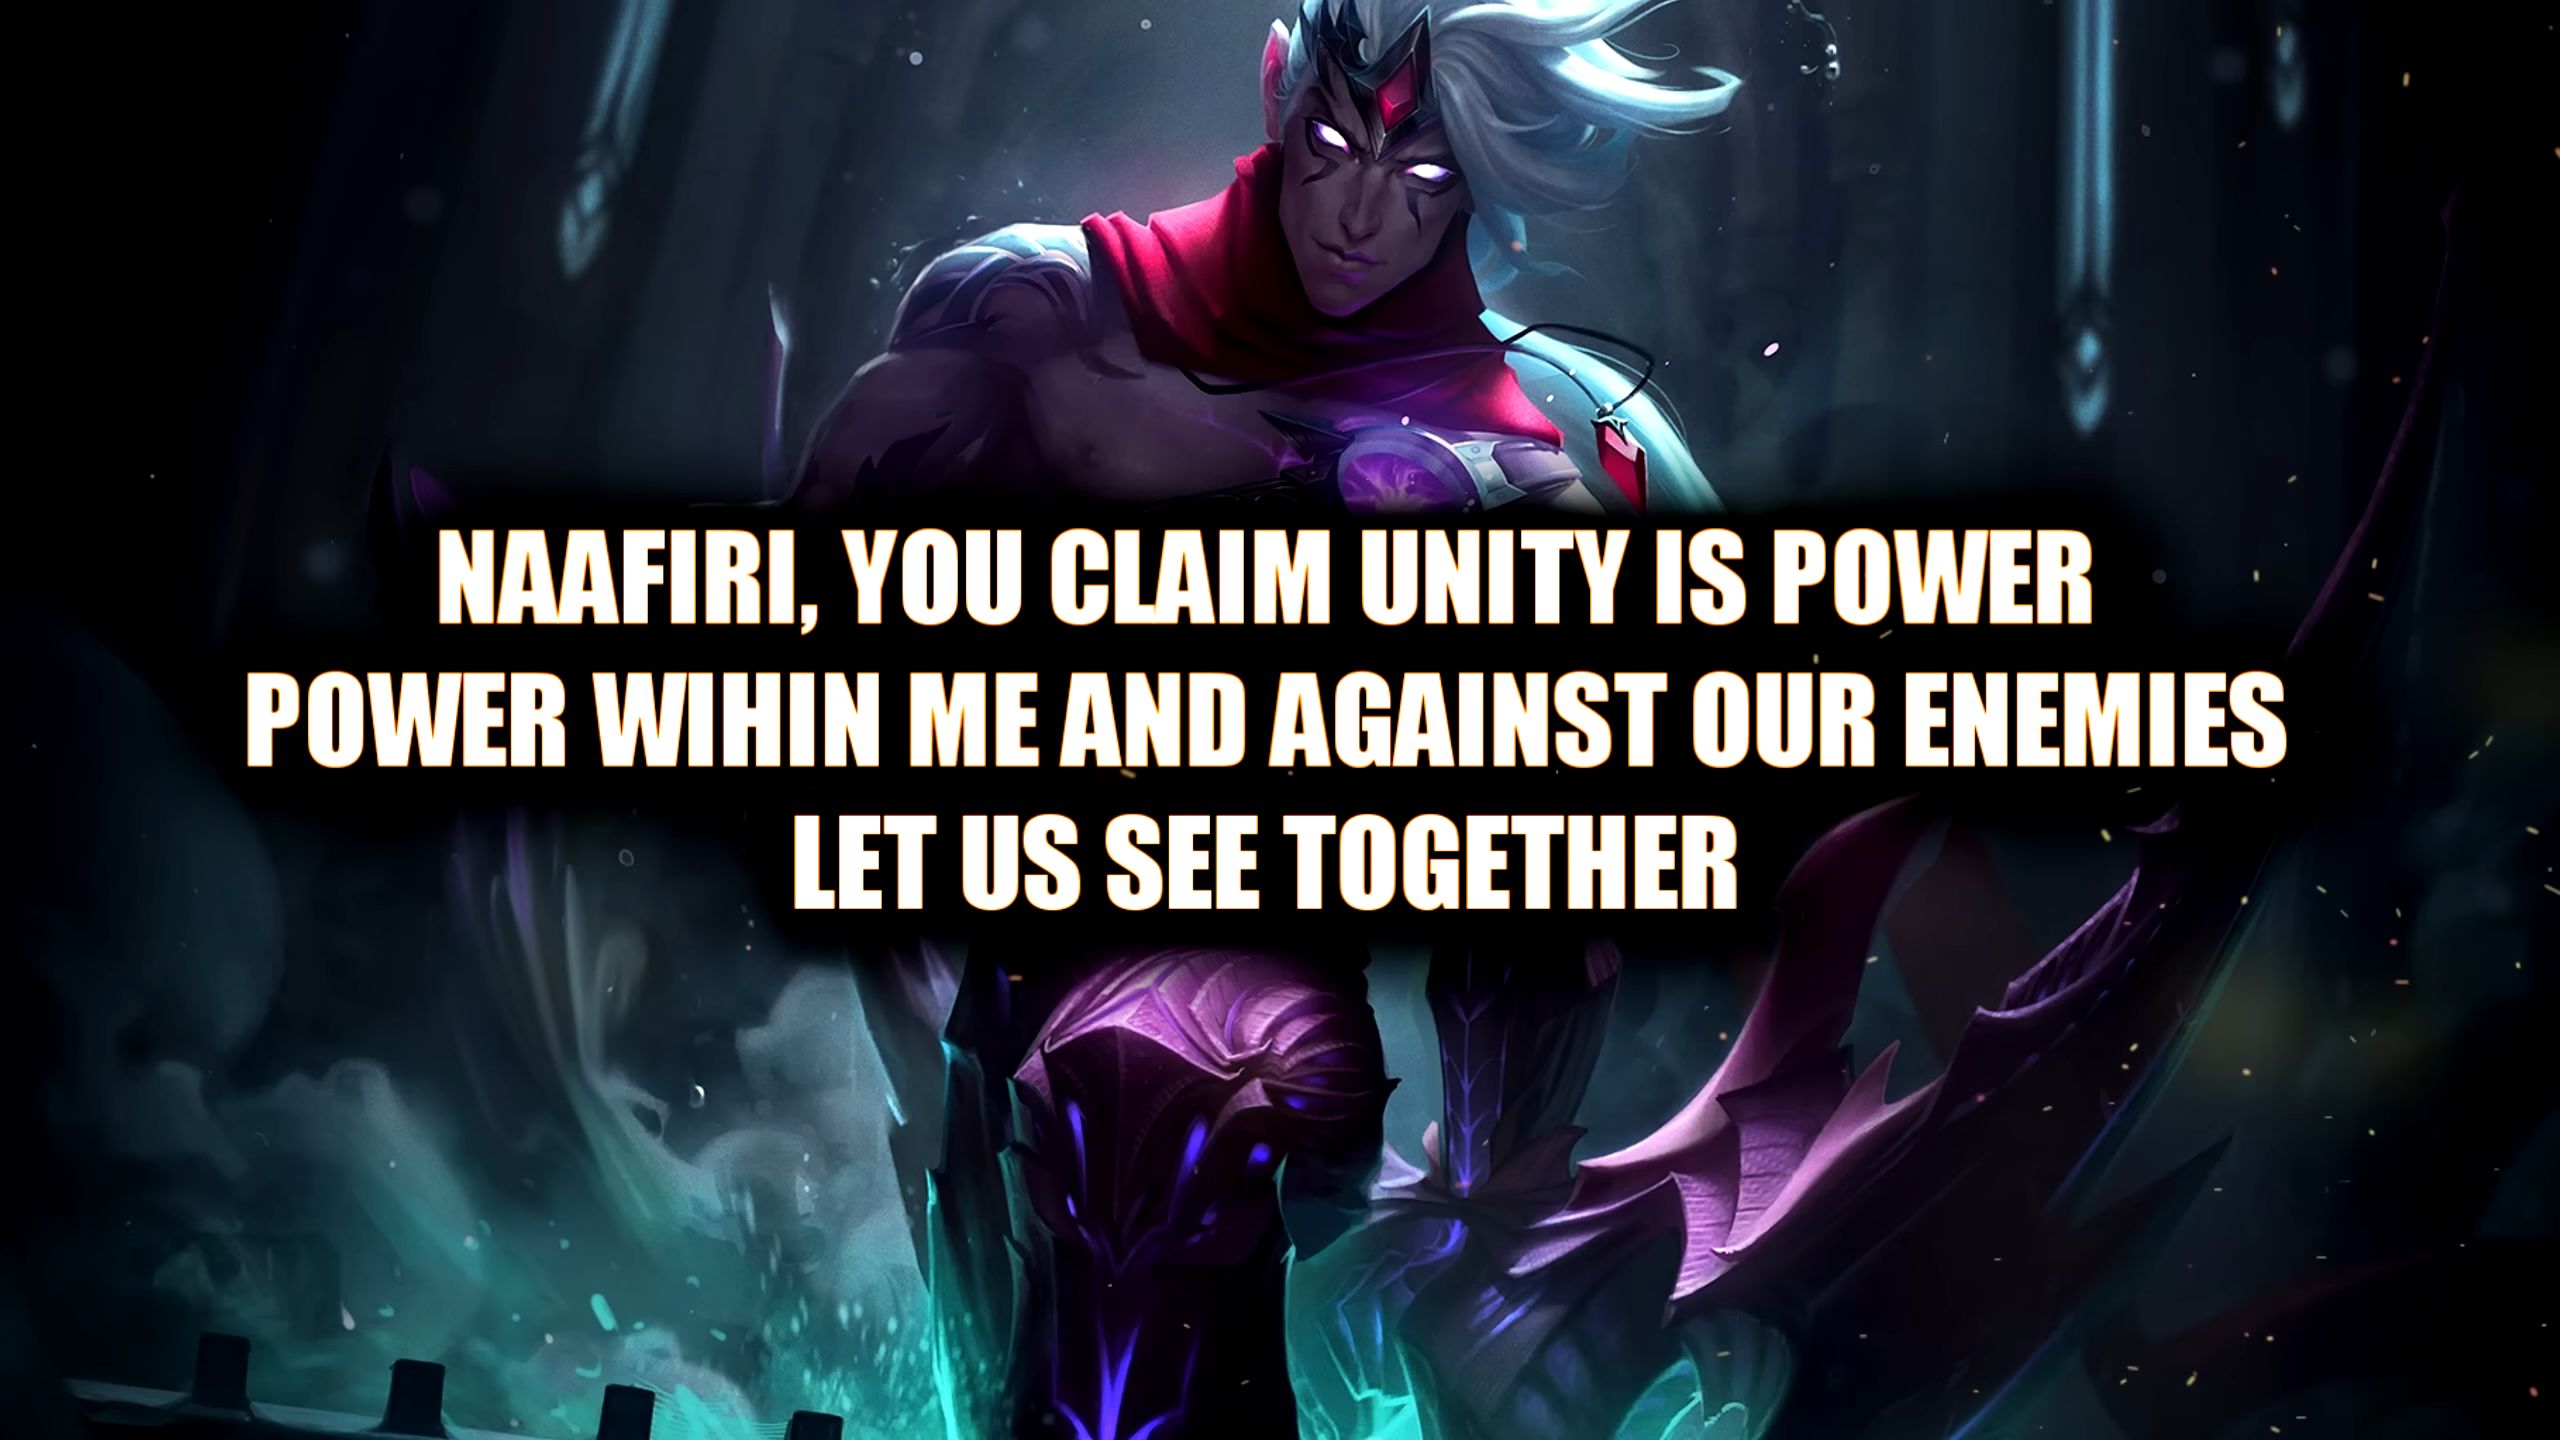 NAAFIRI, YOU CLAIM UNITY IS POWER
POWER WIHIN ME AND AGAINST OUR ENEMIES
LET US SEE TOGETHER